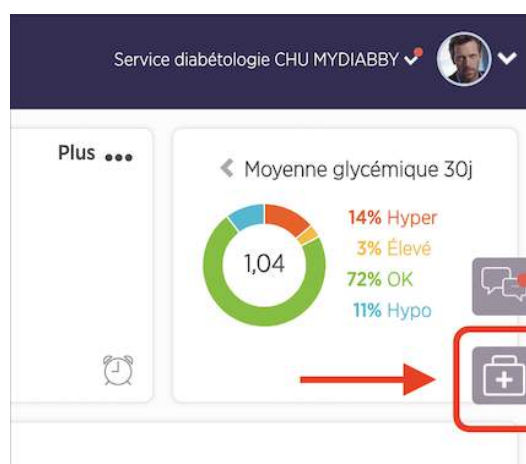 Service diabétologie CHU MYDIABBY
Plus
Moyenne glycémique 30j
1,04
14% Hyper
3% Élevé
72% OK
11% Hypo